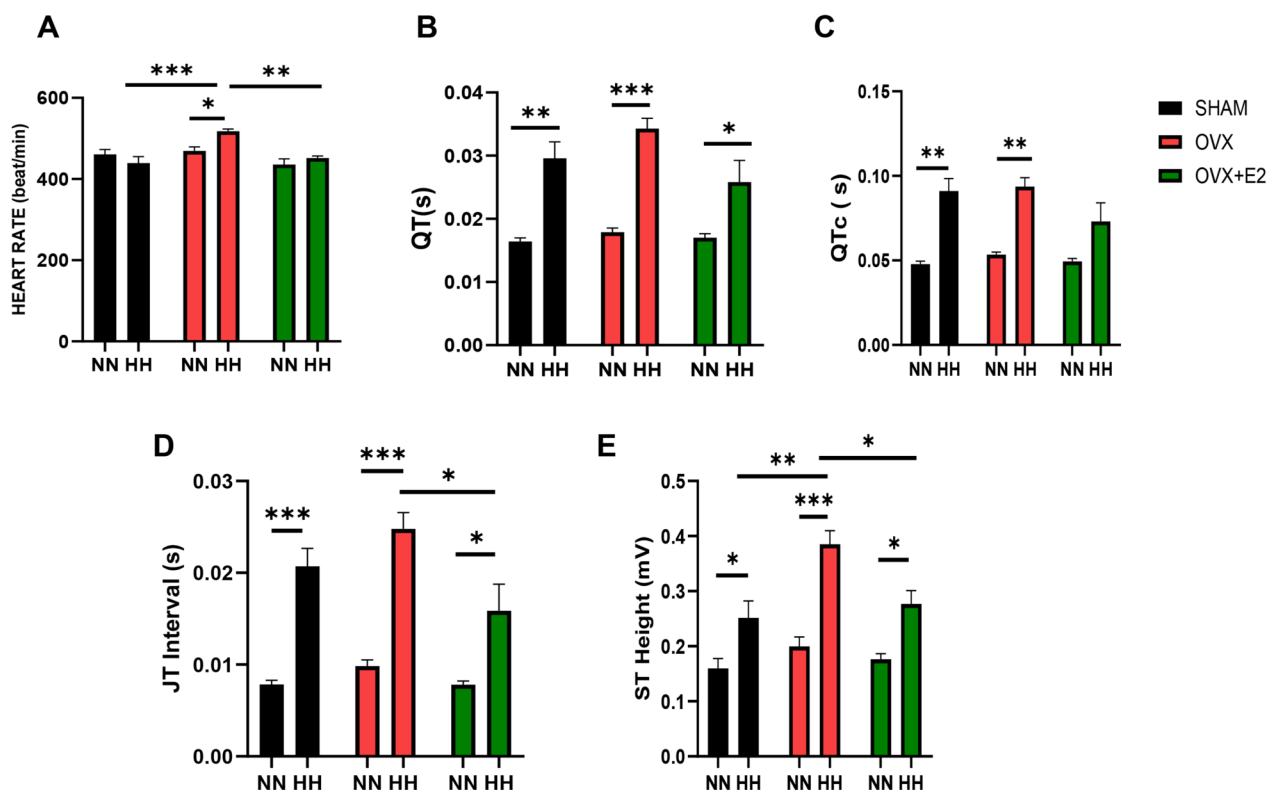 A
HEART RATE (beat/min)
*** **
*
600
400
200
0
NN HH NN HH NN HH
B
QT(s)
** *** *
0.04
0.03
0.02
0.01
0.00
NN HH NN HH NN HH
C
QTc ( s)
** **
0.15
0.10
0.05
0.00
NN HH NN HH NN HH
SHAM
OVX
OVX+E2
D
JT Interval (s)
*** *** * *
0.03
0.02
0.01
0.00
NN HH NN HH NN HH
E
ST Height (mV)
** *
* *** *
0.5
0.4
0.3
0.2
0.1
0.0
NN HH NN HH NN HH